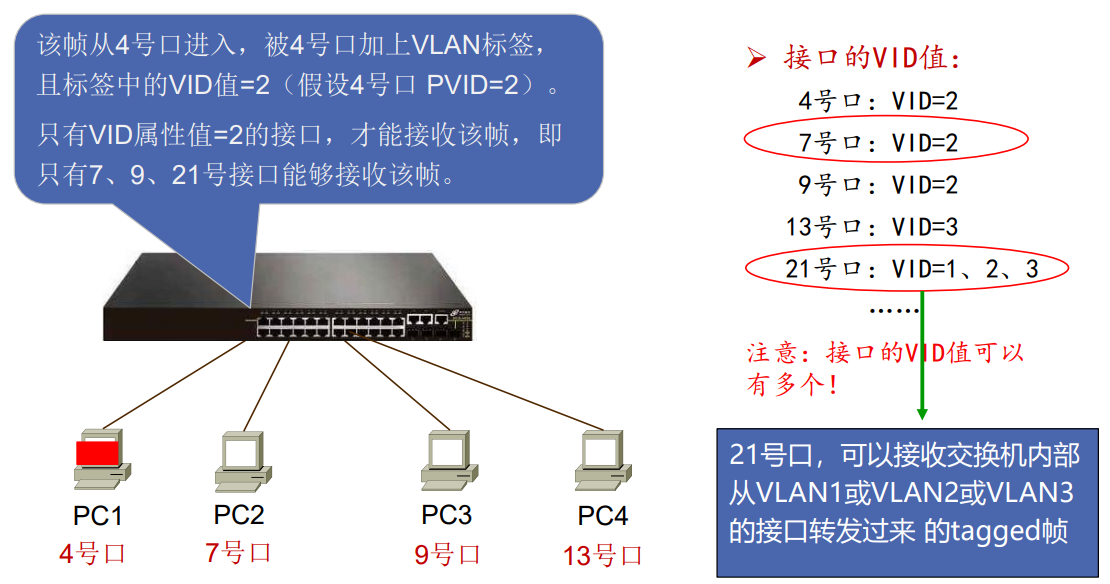 该帧从4号口进入，被4号口加上VLAN标签，
且标签中的VID值=2（假设4号口 PVID=2）。
只有VID属性值=2的接口，才能接收该帧，即
只有7、9、21号接口能够接收该帧。
接口的VID值：
4号口：VID=2
7号口：VID=2
9号口：VID=2
13号口：VID=3
21号口：VID=1、2、3
……
注意：接口的VID值可以
有多个！
21号口，可以接收交换机内部
从VLAN1或VLAN2或VLAN3
的接口转发过来 的tagged帧
PC1
4号口
PC2
7号口
PC3
9号口
PC4
13号口